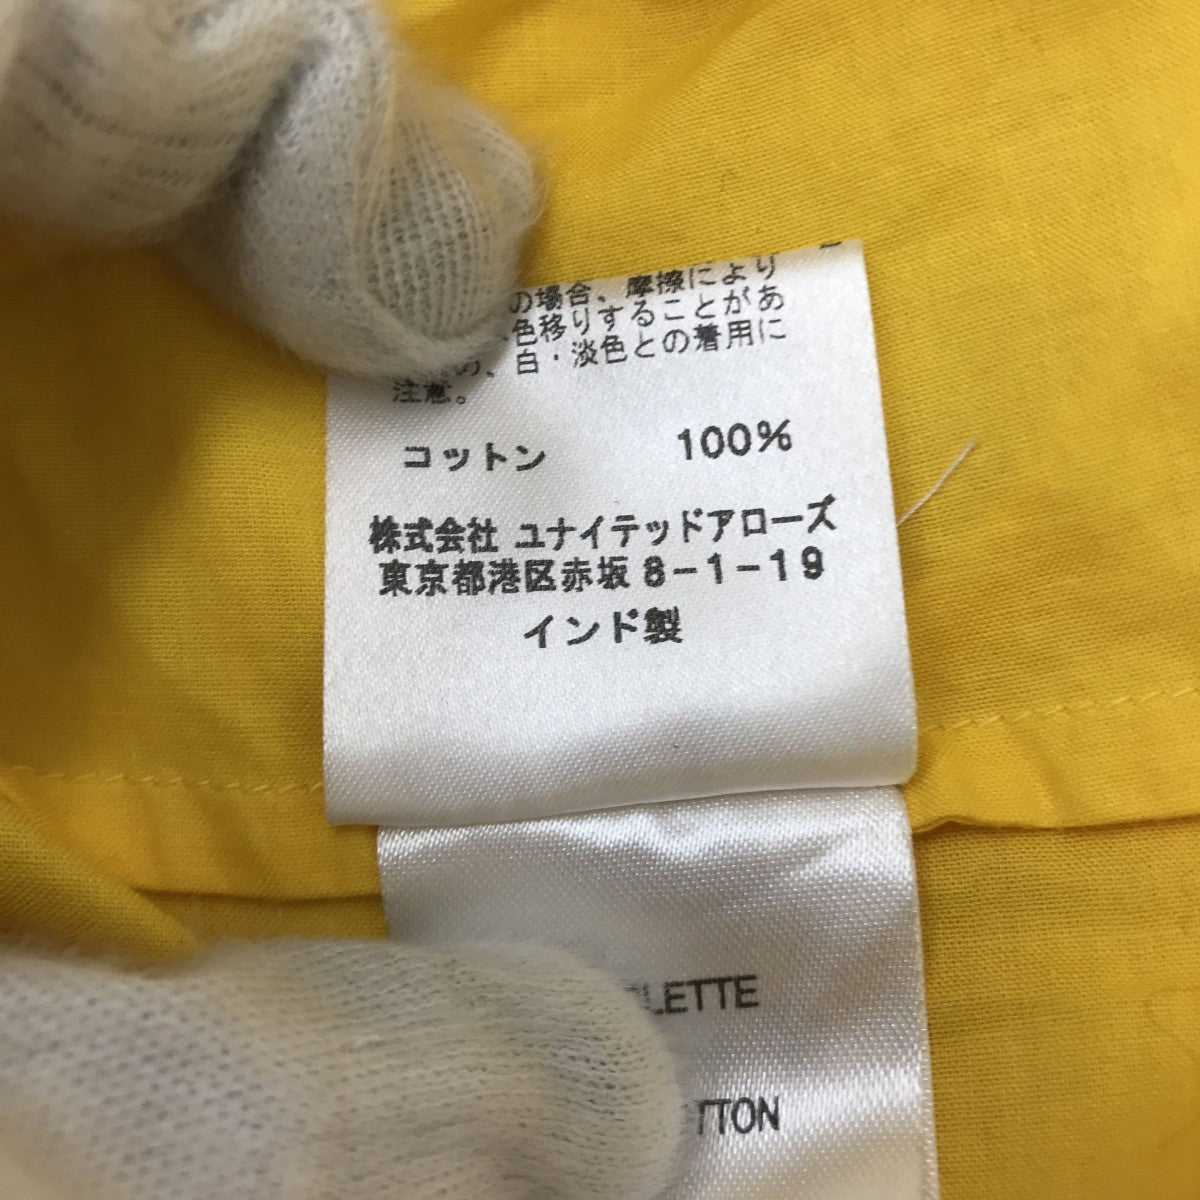 の場合、摩擦により
色移りすることがあ
め、白・淡色との着用に
注意。
コットン 100%
株式会社 ユナイテッドアローズ
東京都港区赤坂8-1-19
インド製
LETTE
TTON